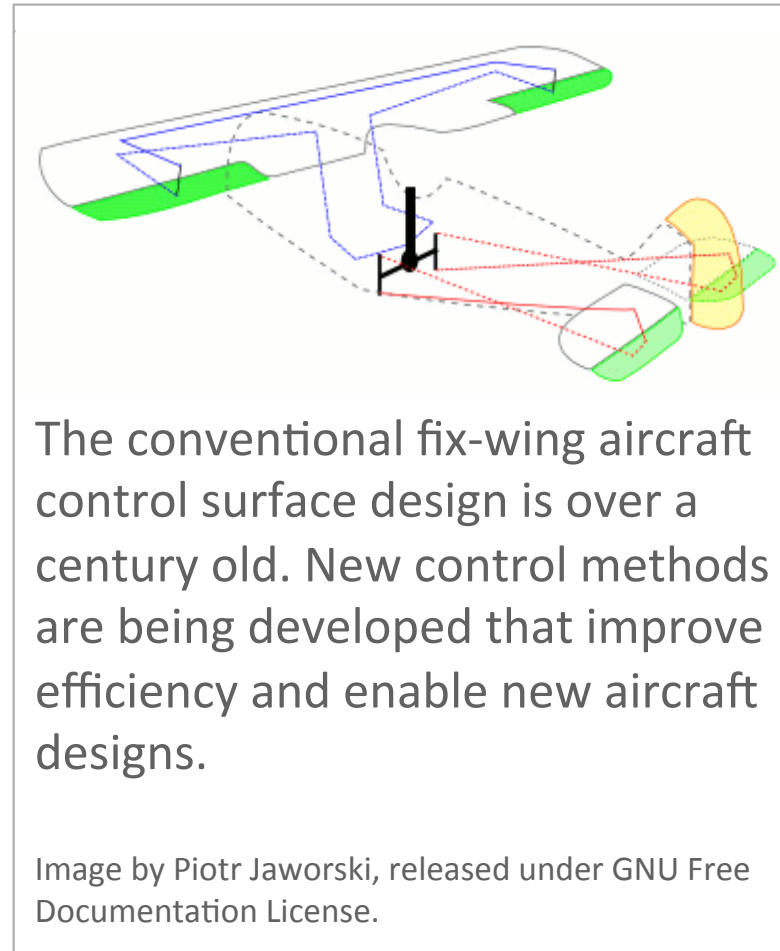 The conventional fix-wing aircraft
control surface design is over a
century old. New control methods
are being developed that improve
efficiency and enable new aircraft
designs.
Image by Piotr Jaworski, released under GNU Free
Documentation License.